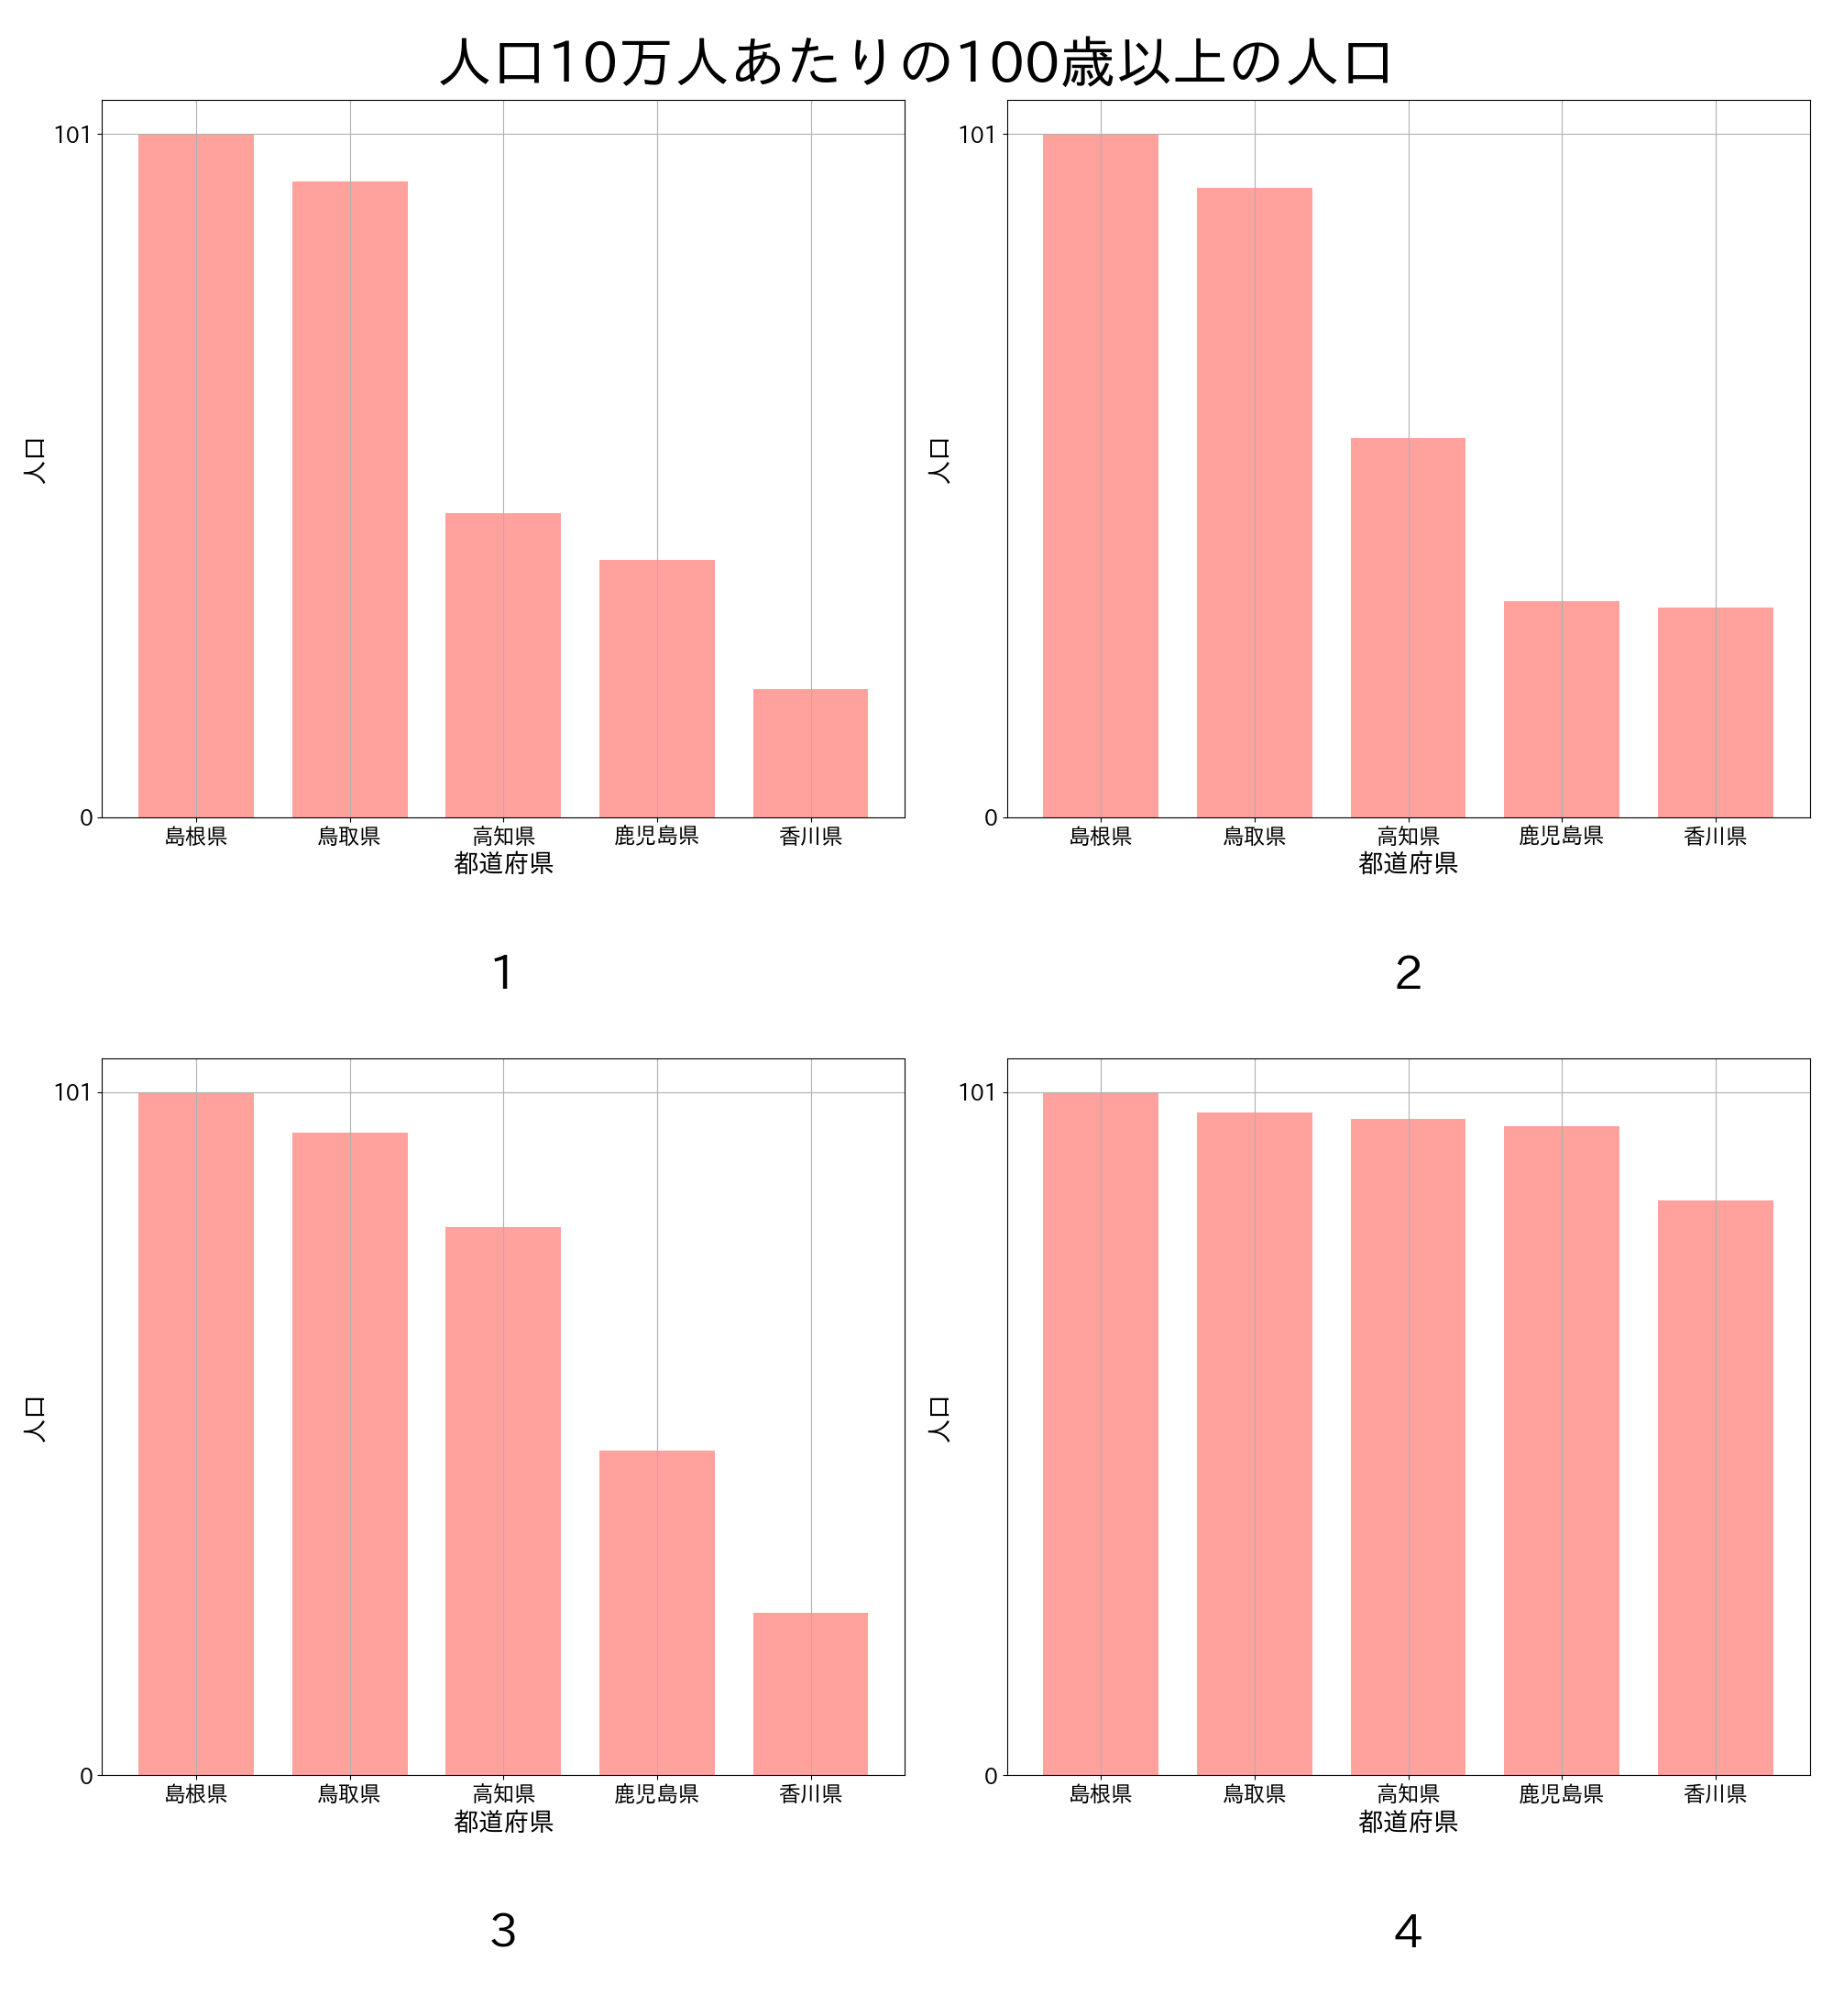 人口10万人あたりの100歳以上の人口
101
0
人口
島根県 鳥取県 高知県 鹿児島県 香川県
都道府県
1
101
0
人口
島根県 鳥取県 高知県 鹿児島県 香川県
都道府県
2
101
0
人口
島根県 鳥取県 高知県 鹿児島県 香川県
都道府県
3
101
0
人口
島根県 鳥取県 高知県 鹿児島県 香川県
都道府県
4